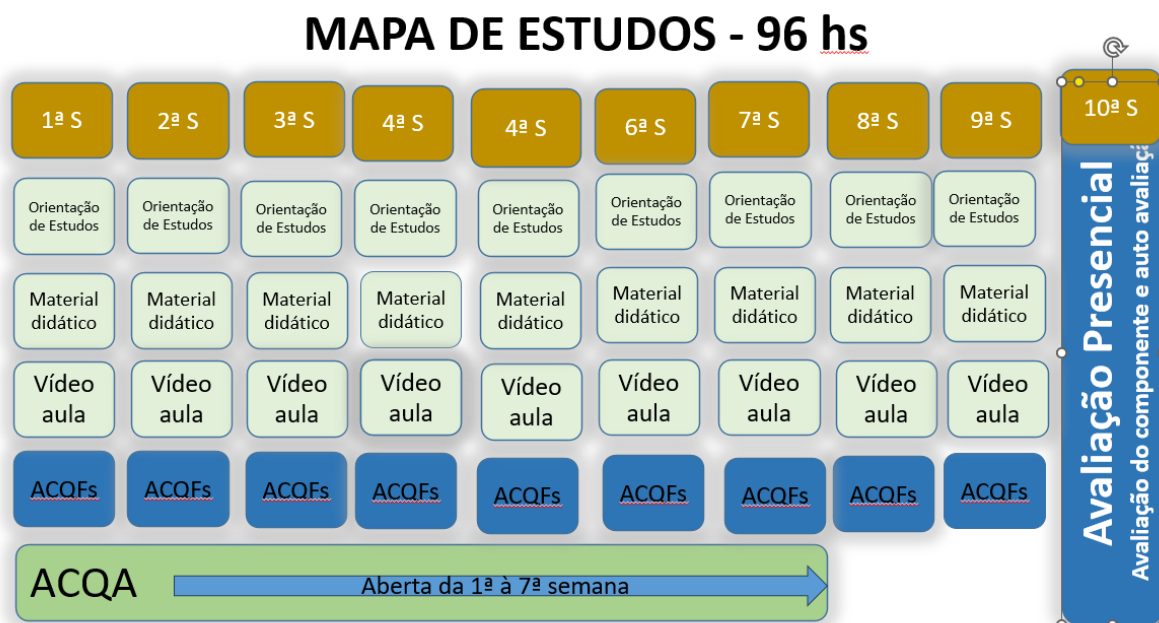 MAPA DE ESTUDOS - 96 hs
1ª S
2ª S
3ª S
4ª S
4ª S
6ª S
7ª S
8ª S
9ª S
10ª S
Orientação
de Estudos
Orientação
de Estudos
Orientação
de Estudos
Orientação
de Estudos
Orientação
de Estudos
Orientação
de Estudos
Orientação
de Estudos
Orientação
de Estudos
Orientação
de Estudos
Material
didático
Material
didático
Material
didático
Material
didático
Material
didático
Material
didático
Material
didático
Material
didático
Material
didático
Vídeo
aula
Vídeo
aula
Vídeo
aula
Vídeo
aula
Vídeo
aula
Vídeo
aula
Vídeo
aula
Vídeo
aula
Vídeo
aula
ACQFs
ACQFs
ACQFs
ACQFs
ACQFs
ACQFs
ACQFs
ACQFs
ACQFs
ACQA
Aberta da 1ª à 7ª semana
Avaliação Presencial
Avaliação do componente e auto